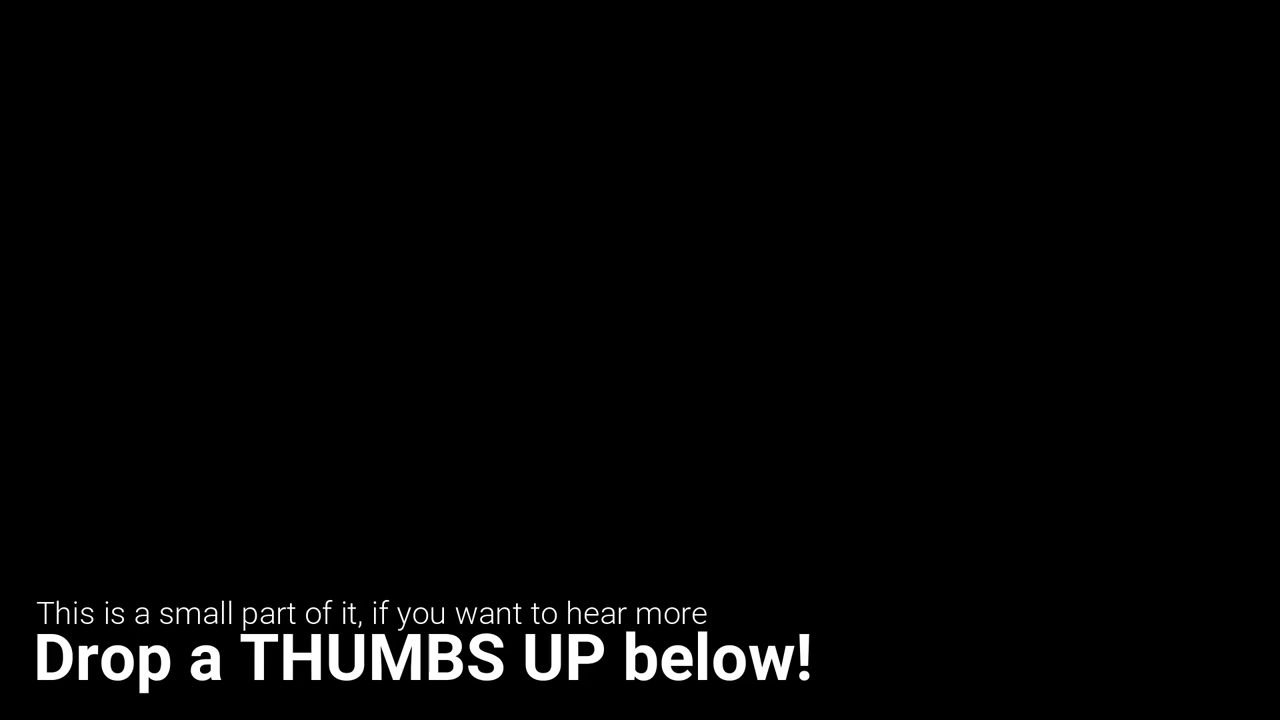 This is a small part of it, if you want to hear more
Drop a THUMBS UP below!